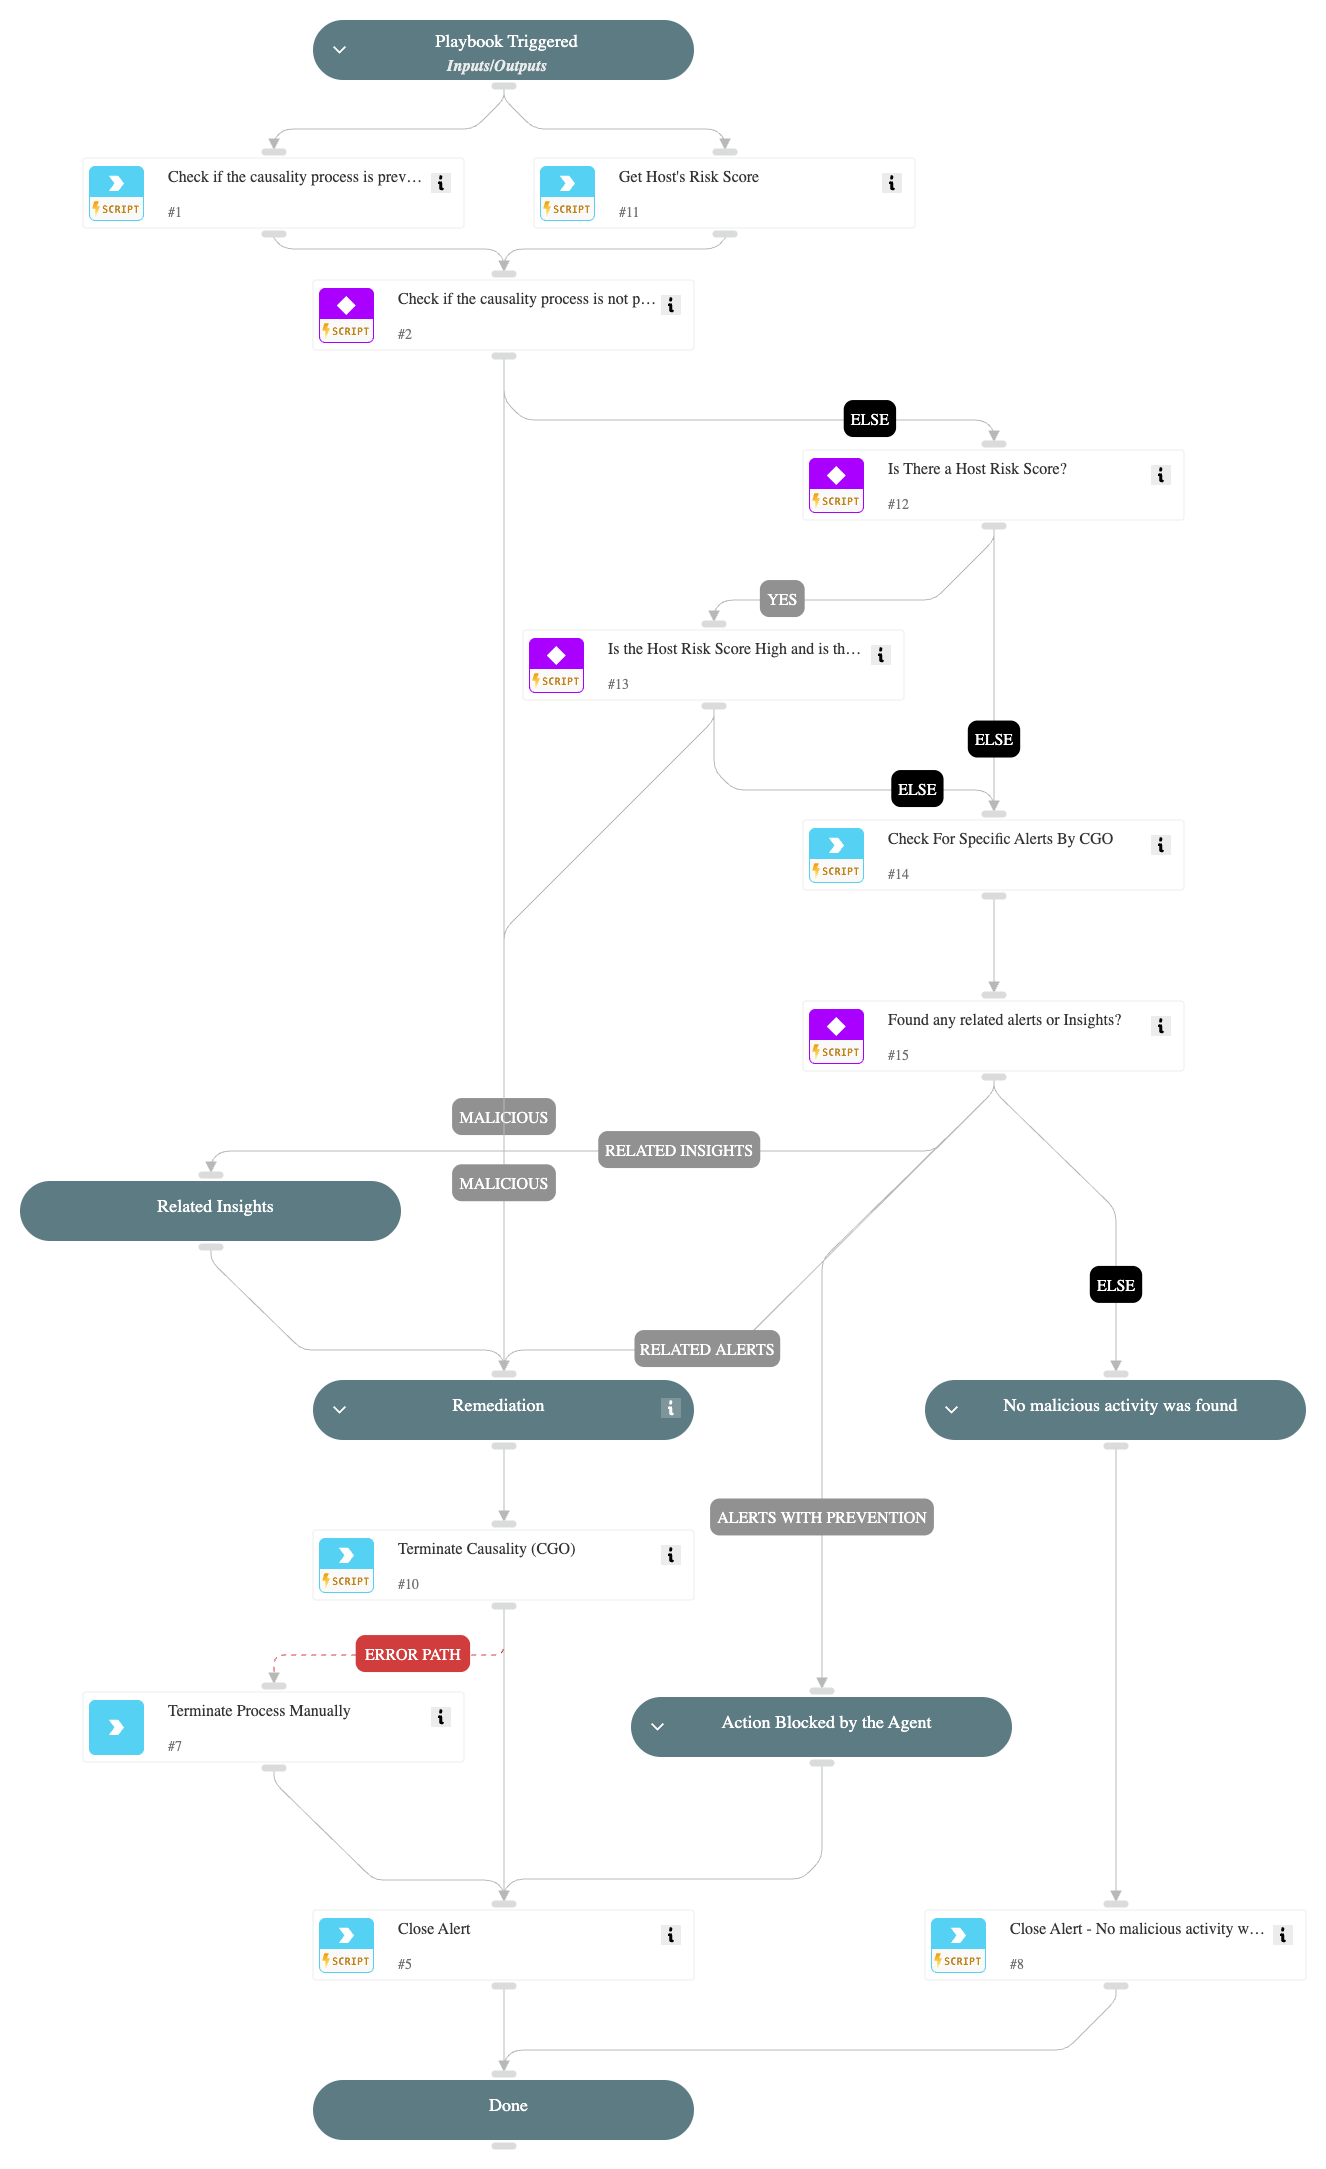 Playbook Triggered
Inputs/Outputs
Check if the causality process is prev…
SCRIPT
#1
Get Host's Risk Score
SCRIPT
#11
Check if the causality process is not p…
SCRIPT
#2
ELSE
Is There a Host Risk Score?
SCRIPT
#12
YES
Is the Host Risk Score High and is th…
SCRIPT
#13
ELSE
ELSE
Check For Specific Alerts By CGO
SCRIPT
#14
Found any related alerts or Insights?
SCRIPT
#15
MALICIOUS
RELATED INSIGHTS
MALICIOUS
Related Insights
ELSE
RELATED ALERTS
Remediation
No malicious activity was found
ALERTS WITH PREVENTION
Terminate Causality (CGO)
SCRIPT
#10
ERROR PATH
Terminate Process Manually
#7
Action Blocked by the Agent
Close Alert
SCRIPT
#5
Close Alert - No malicious activity w…
SCRIPT
#8
Done